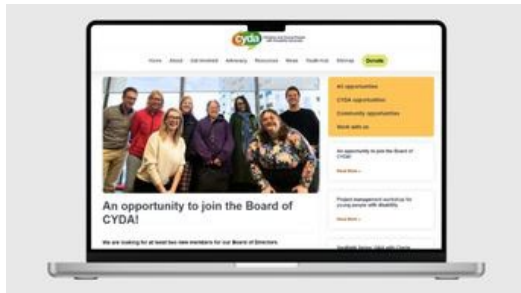 cyda
Home About Get Involved Advocacy Resources News Youth Hub Sitemap Donate
All opportunities
CYDA opportunities
Community opportunities
Work with us
An opportunity to join the Board of
CYDA!
Read More »
An opportunity to join the Board of
CYDA!
Project management workshop for
young people with disability
Read More »
We are looking for at least two new members for our Board of Directors